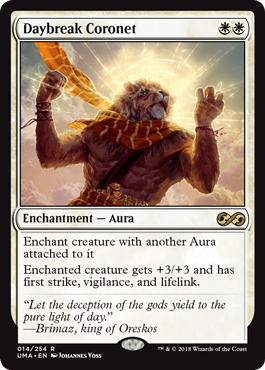 Daybreak Coronet
Enchantment — Aura
Enchant creature with another Aura
attached to it
Enchanted creature gets +3/+3 and has
first strike, vigilance, and lifelink.
“Let the deception of the gods yield to the
pure light of day.”
—Brimaz, king of Oreskos
014/254 R
UMA • EN Johannes Voss
™ & © 2018 Wizards of the Coast